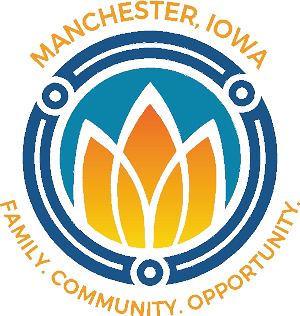 MANCHESTER, IOWA
FAMILY. COMMUNITY. OPPORTUNITY.